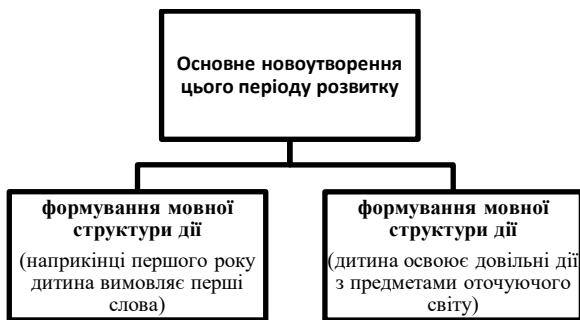 Основне новоутворення
цього періоду розвитку
формування мовної
структури дії
(наприкінці першого року
дитина вимовляє перші
слова)
формування мовної
структури дії
(дитина освоює довільні дії
з предметами оточуючого
світу)